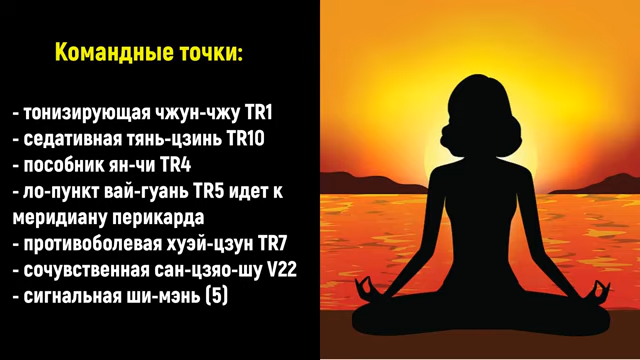 Командные точки:
- тонизирующая чжун-чжу TR1
- седативная тянь-цзинь TR10
- пособник ян-чи TR4
- ло-пункт вай-гуань TR5 идет к
меридиану перикарда
- противоболевая хуэй-цзун TR7
- сочувственная сан-цзяо-шу V22
- сигнальная ши-мэнь (5)